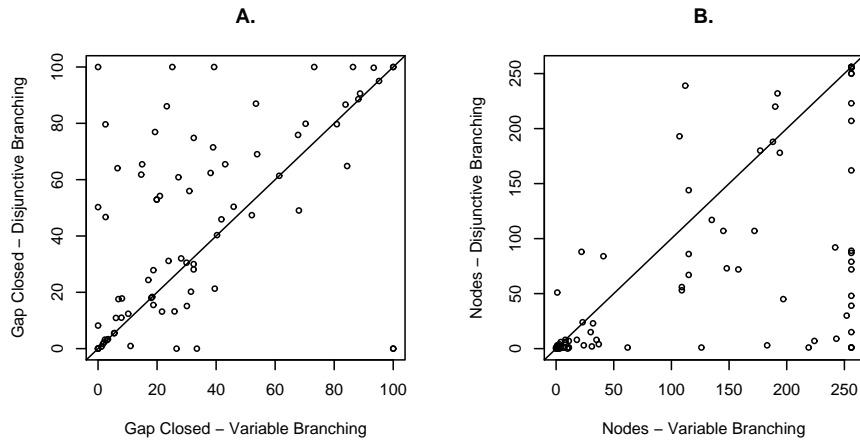 A.
Gap Closed – Disjunctive Branching
100
80
60
40
20
0
0 20 40 60 80 100
Gap Closed – Variable Branching
B.
Nodes – Disjunctive Branching
250
200
150
100
50
0
0 50 100 150 200 250
Nodes – Variable Branching